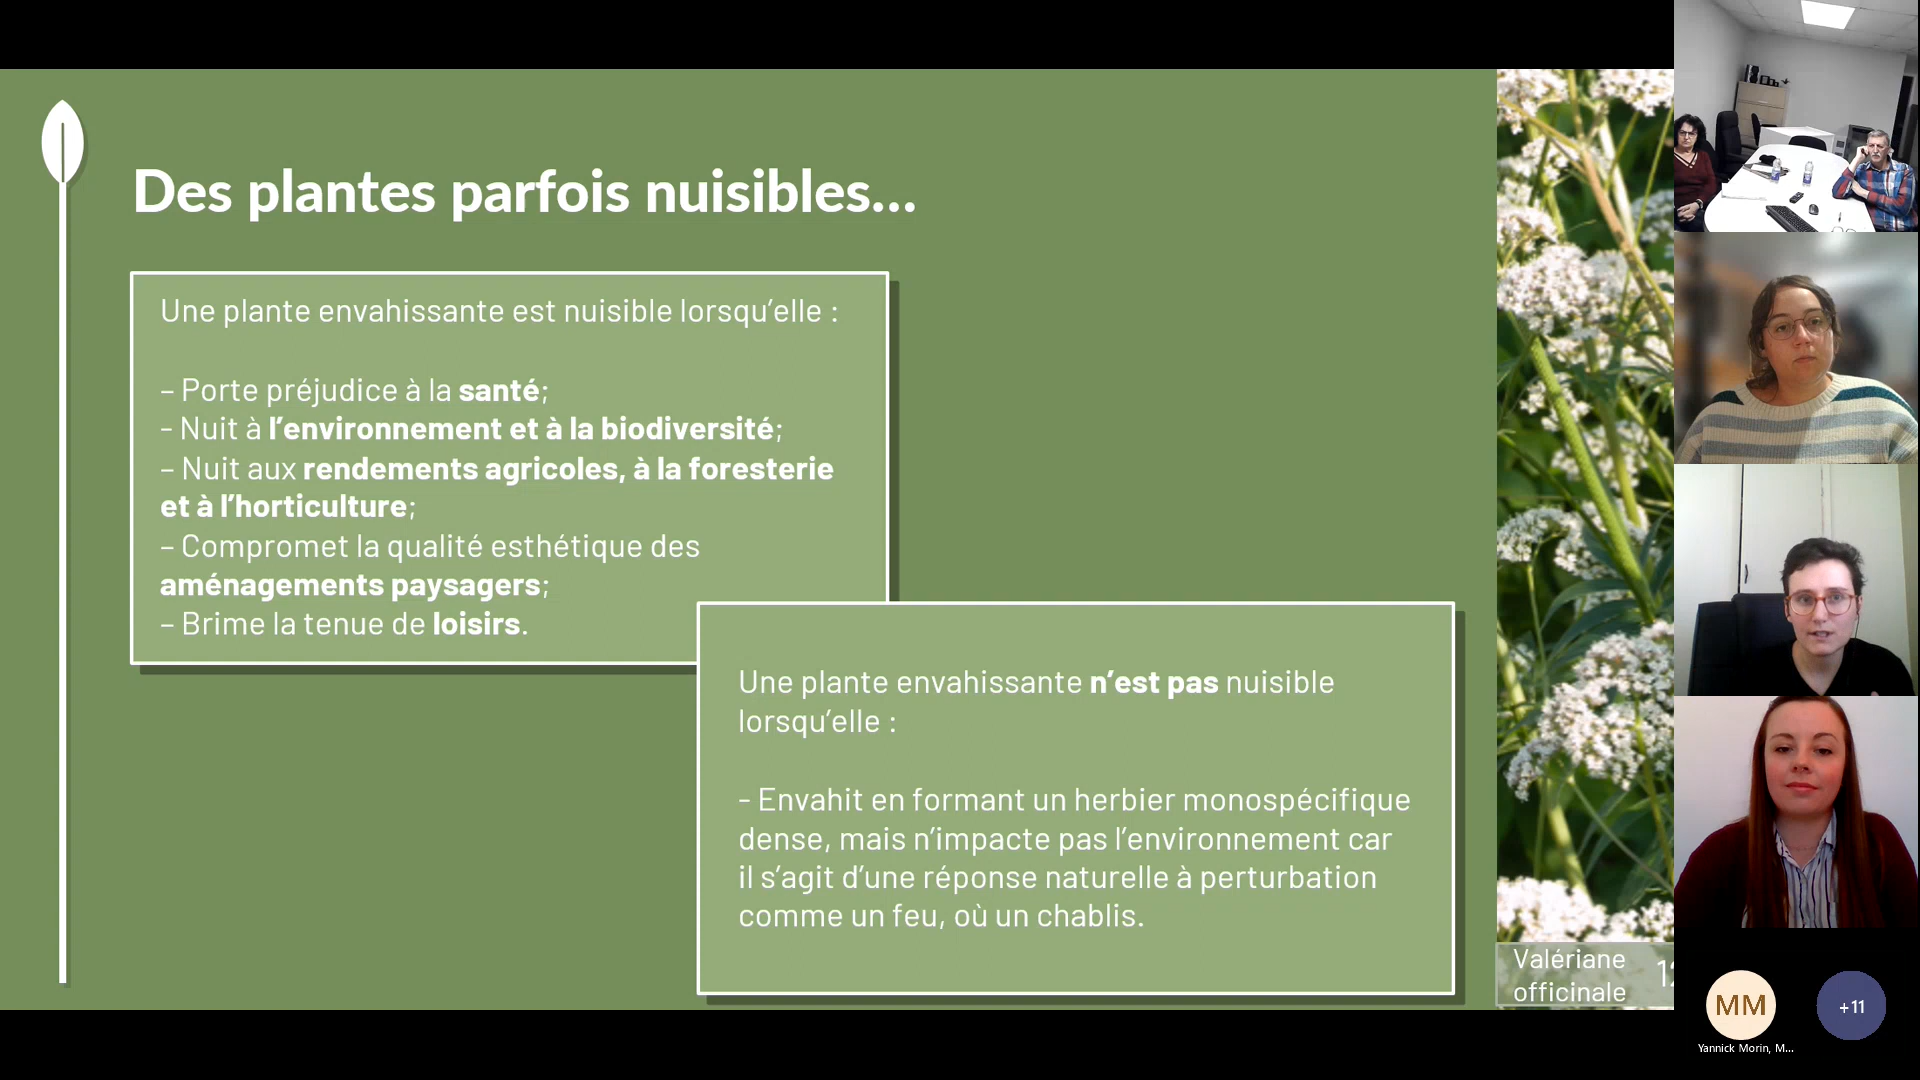 Des plantes parfois nuisibles...
Une plante envahissante est nuisible lorsqu'elle :
– Porte préjudice à la santé;
- Nuit à l'environnement et à la biodiversité;
– Nuit aux rendements agricoles, à la foresterie
et à l'horticulture;
– Compromet la qualité esthétique des
aménagements paysagers;
– Brime la tenue de loisirs.
Une plante envahissante n'est pas nuisible
lorsqu'elle :
- Envahit en formant un herbier monospécifique
dense, mais n'impacte pas l'environnement car
il s'agit d'une réponse naturelle à perturbation
comme un feu, où un chablis.
Valériane
officinale
MM
+11
Yannick Morin, M...